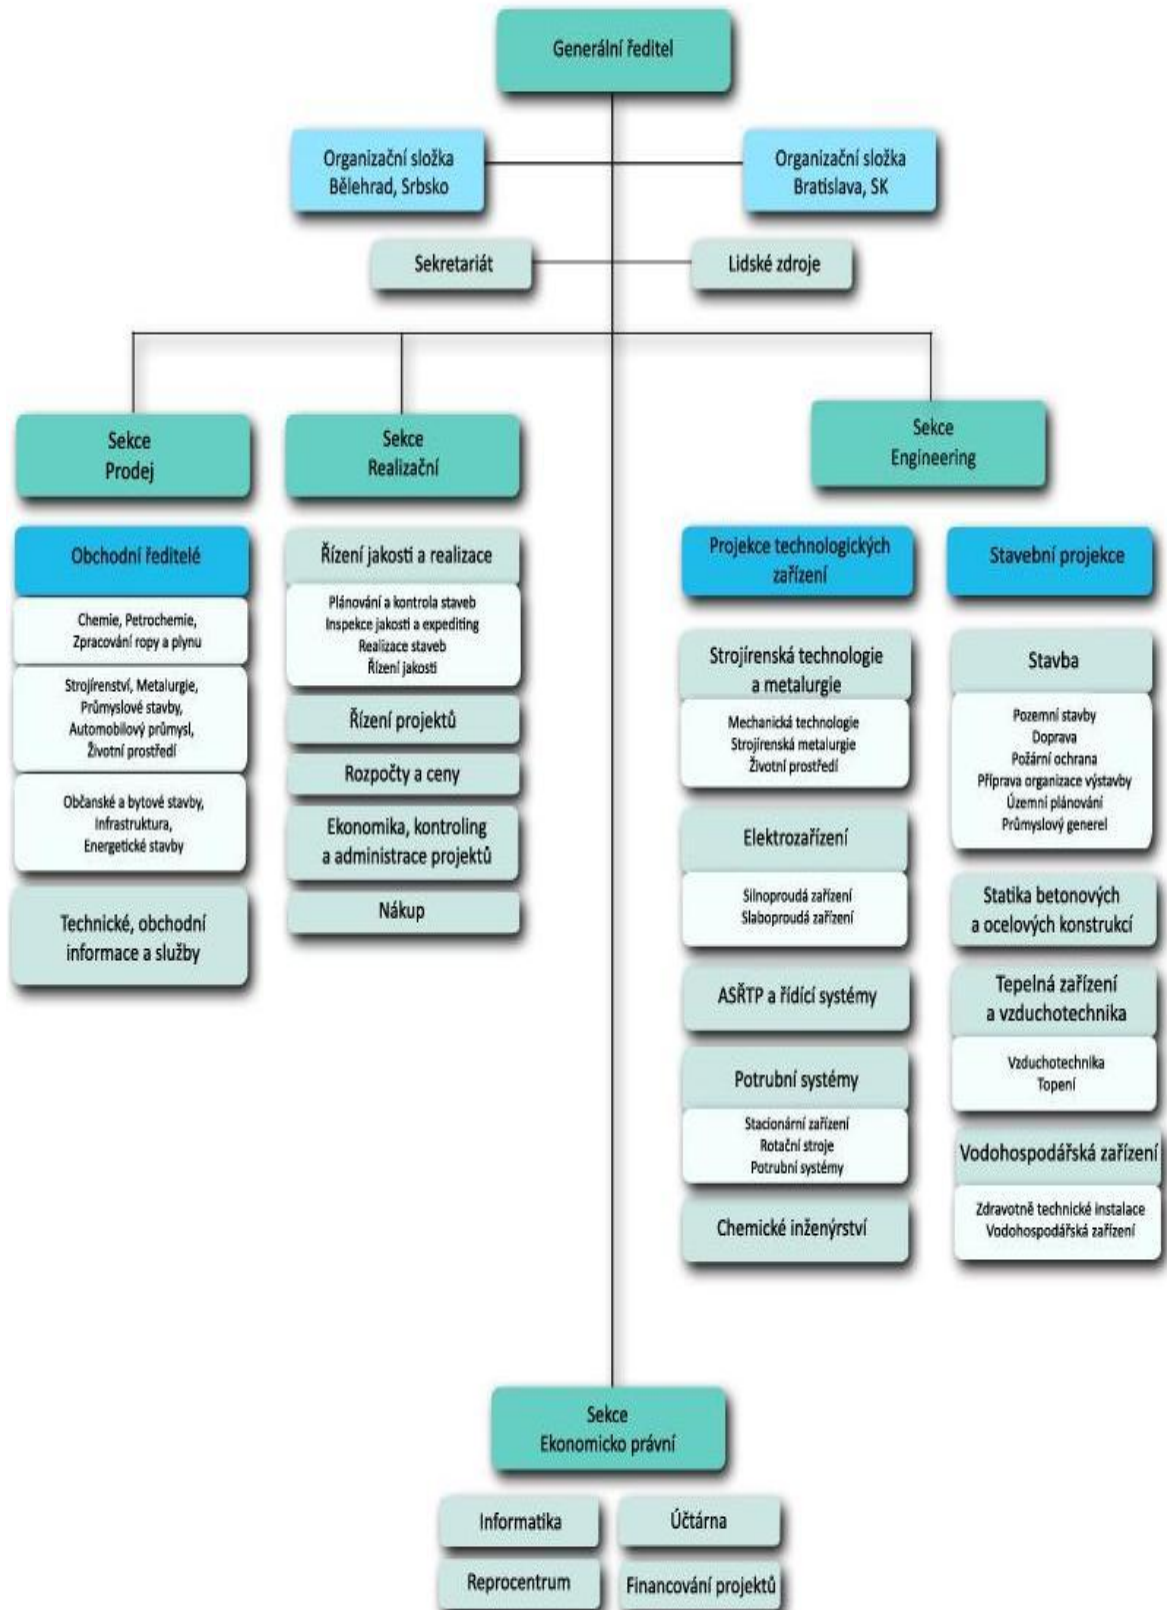 Generální ředitel
Organizační složka
Bělehrad, Srbsko
Organizační složka
Bratislava, SK
Sekretariát
Lidské zdroje
Sekce
Prodej
Obchodní ředitelé
Chemie, Petrochemie,
Zpracování ropy a plynu
Strojírenství, Metalurgie,
Průmyslové stavby,
Automobilový průmysl,
Životní prostředí
Občanské a bytové stavby,
Infrastruktura,
Energetické stavby
Technické, obchodní
informace a služby
Sekce
Realizační
Řízení jakosti a realizace
Plánování a kontrola staveb
Inspekce jakosti a expediting
Realizace staveb
Řízení jakosti
Řízení projektů
Rozpočty a ceny
Ekonomika, kontroling
a administrace projektů
Nákup
Sekce
Engineering
Projekce technologických
zařízení
Strojírenská technologie
a metalurgie
Mechanická technologie
Strojírenská metalurgie
Životní prostředí
Elektrozařízení
Silnoproudá zařízení
Slaboproudá zařízení
ASŘTP a řídící systémy
Potrubní systémy
Stacionární zařízení
Rotační stroje
Potrubní systémy
Chemické inženýrství
Stavební projekce
Stavba
Pozemní stavby
Doprava
Požární ochrana
Příprava organizace výstavby
Územní plánování
Průmyslový generel
Statika betonových
a ocelových konstrukcí
Tepelná zařízení
a vzduchotechnika
Vzduchotechnika
Topení
Vodohospodářská zařízení
Zdravotně technické instalace
Vodohospodářská zařízení
Sekce
Ekonomicko právní
Informatika
Účtárna
Reprocentrum
Financování projektů